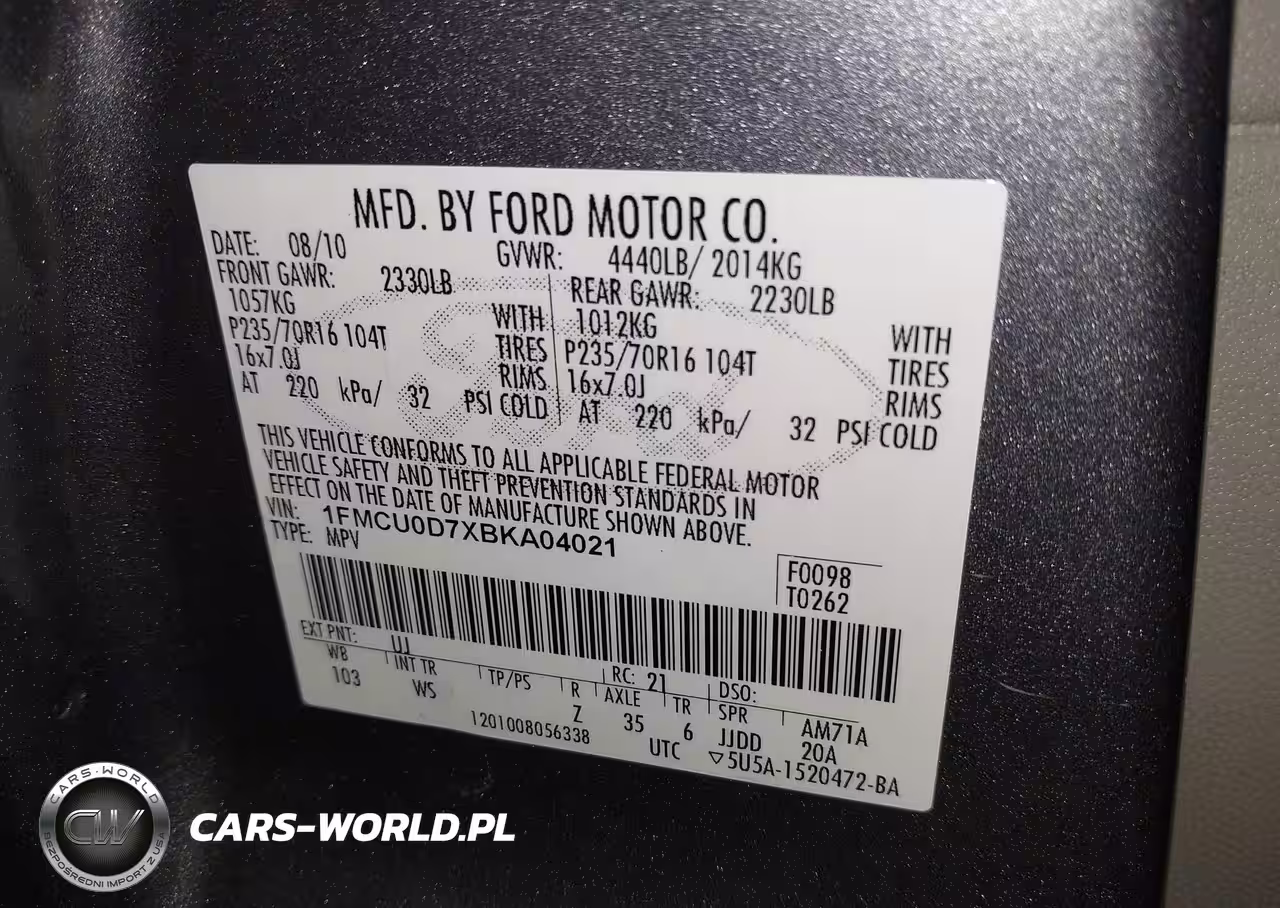 MFD. BY FORD MOTOR CO.
DATE: 08/10 GVWR: 4440LB/ 2014KG
FRONT GAWR: 2330LB REAR GAWR: 2230LB
1057KG WITH 1012KG WITH
P235/70R16 104T TIRES P235/70R16 104T TIRES
16x7.0J RIMS 16x7.0J RIMS
AT 220 kPa/ 32 PSI COLD AT 220 kPa/ 32 PSI COLD
Ford
THIS VEHICLE CONFORMS TO ALL APPLICABLE FEDERAL MOTOR
VEHICLE SAFETY AND THEFT PREVENTION STANDARDS IN
EFFECT ON THE DATE OF MANUFACTURE SHOWN ABOVE.
VIN: 1FMCU0D7XBKA04021
TYPE: MPV
F0098
T0262
EXT PNT: UJ RC: 21 DSO:
WB INT TR TP/PS R AXLE TR SPR AM71A
103 WS Z 35 6 JJDD 20A
1201008056338 UTC ▽5U5A-1520472-BA
CARS-WORLD
CW
BEZPOŚREDNI IMPORT Z USA
CARS-WORLD.PL